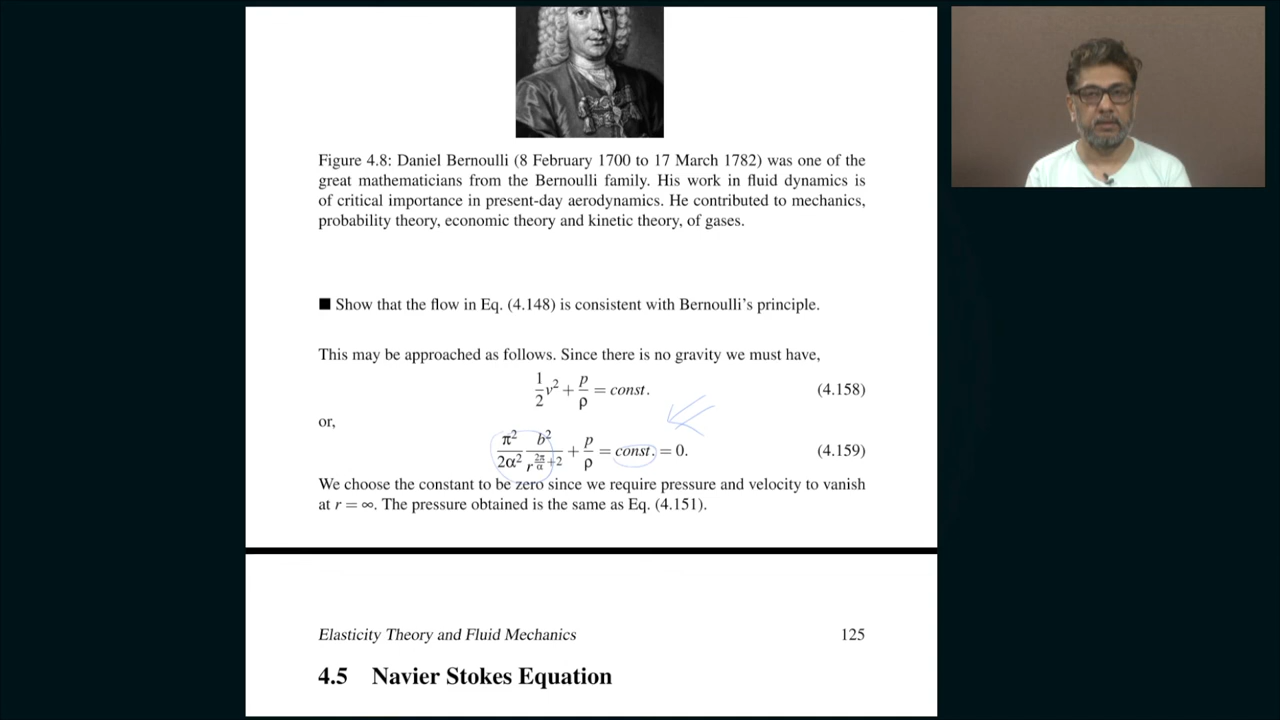 Figure 4.8: Daniel Bernoulli (8 February 1700 to 17 March 1782) was one of the
great mathematicians from the Bernoulli family. His work in fluid dynamics is
of critical importance in present-day aerodynamics. He contributed to mechanics,
probability theory, economic theory and kinetic theory, of gases.
■ Show that the flow in Eq. (4.148) is consistent with Bernoulli's principle.
This may be approached as follows. Since there is no gravity we must have,
1/2 v² + p/ρ = const. (4.158)
or,
π²/2α² b²/r^(2π/α +2) + p/ρ = const. = 0. (4.159)
We choose the constant to be zero since we require pressure and velocity to vanish
at r = ∞. The pressure obtained is the same as Eq. (4.151).
Elasticity Theory and Fluid Mechanics 125
4.5 Navier Stokes Equation